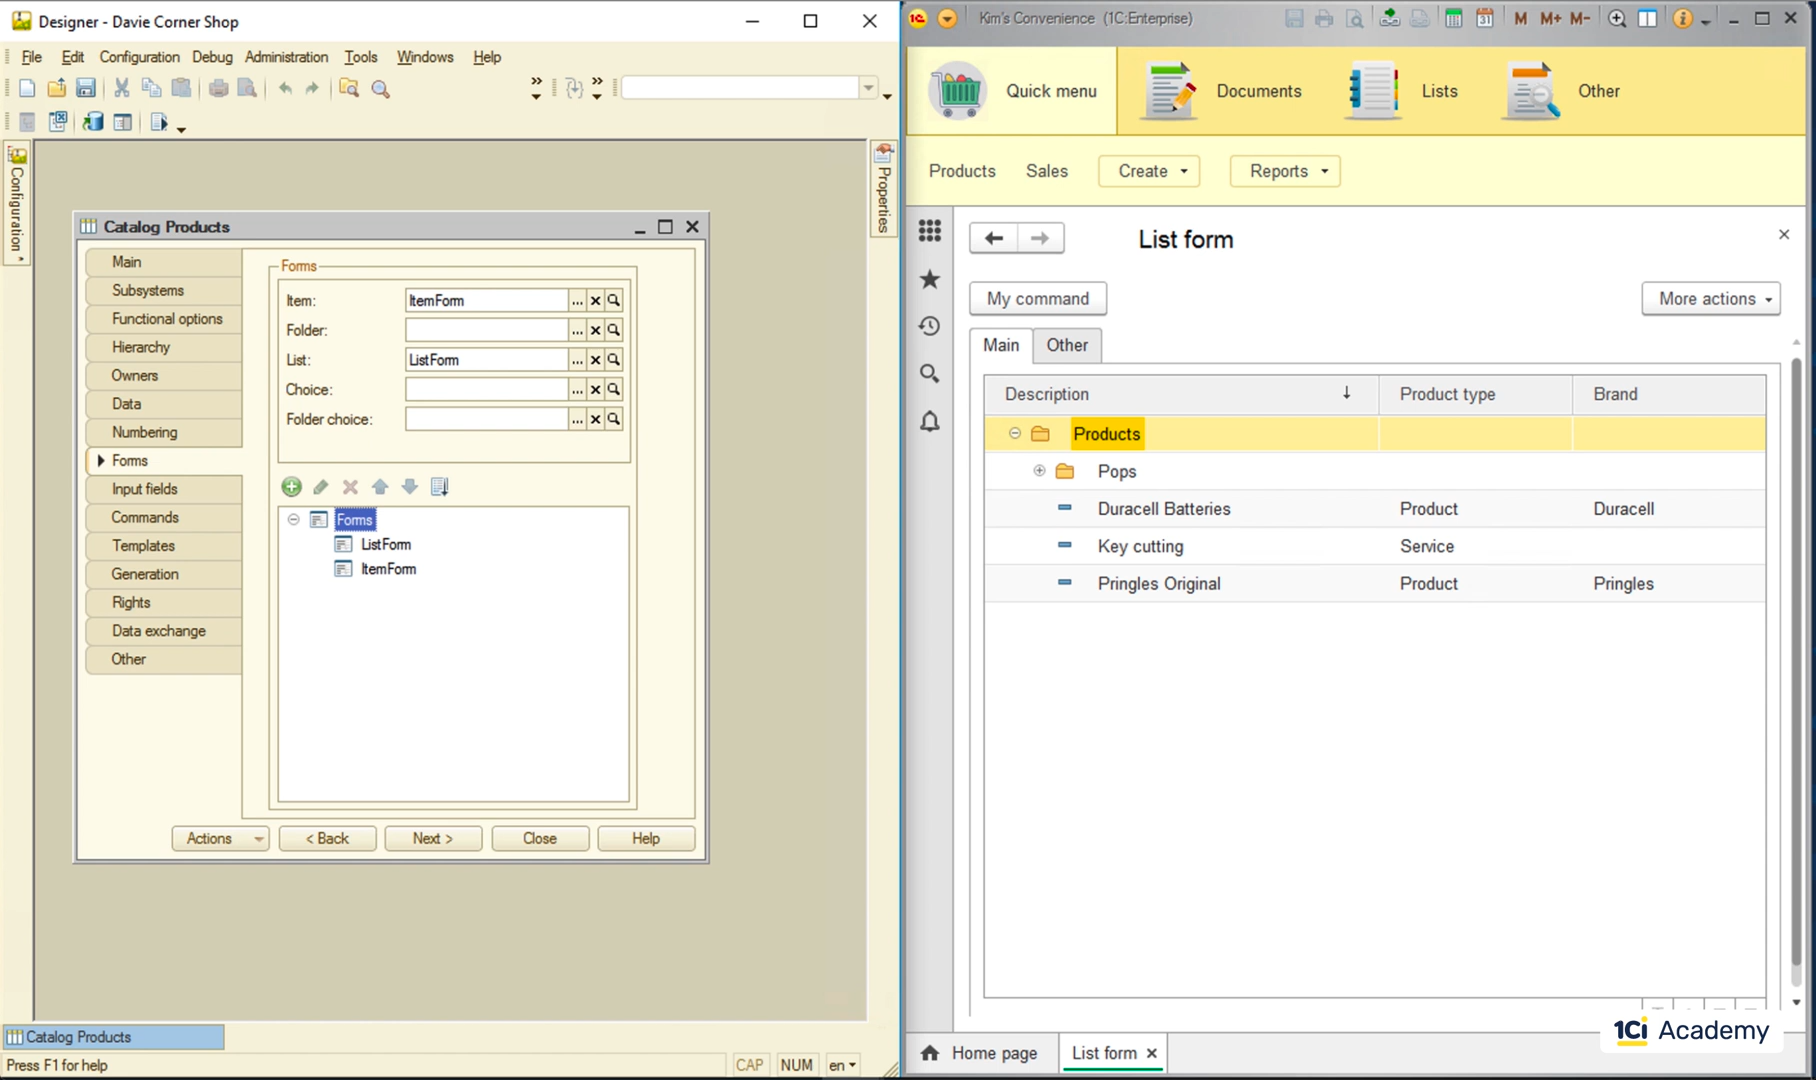 Designer - Davie Corner Shop
File Edit Configuration Debug Administration Tools Windows Help
Configuration
Properties
Catalog Products
Main
Subsystems
Functional options
Hierarchy
Owners
Data
Numbering
Forms
Input fields
Commands
Templates
Generation
Rights
Data exchange
Other
Forms
Item: ItemForm ...
Folder: ...
List: ListForm ...
Choice: ...
Folder choice: ...
Forms
ListForm
ItemForm
Actions < Back Next > Close Help
Catalog Products
Press F1 for help CAP NUM en
Kim's Convenience (1C:Enterprise) 31 M M+ M-
Quick menu Documents Lists Other
Products Sales Create Reports
List form
My command More actions
Main Other
Description Product type Brand
Products
Pops
Duracell Batteries Product Duracell
Key cutting Service
Pringles Original Product Pringles
1Ci Academy
Home page List form